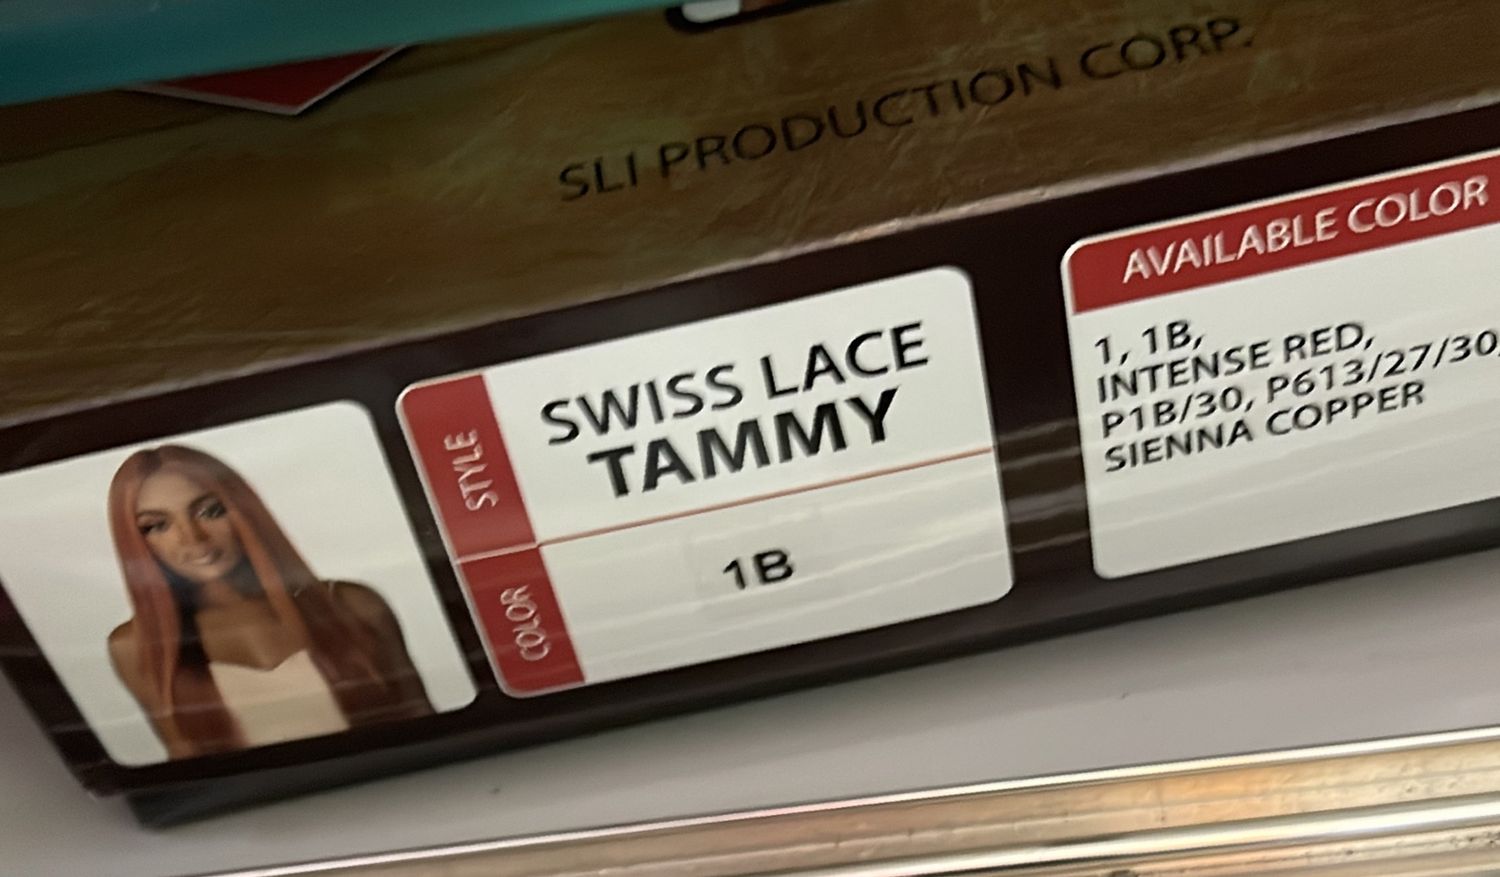 SLI PRODUCTION CORP.
STYLE
SWISS LACE
TAMMY
COLOR
1B
AVAILABLE COLOR
1, 1B,
INTENSE RED,
P1B/30, P613/27/30,
SIENNA COPPER